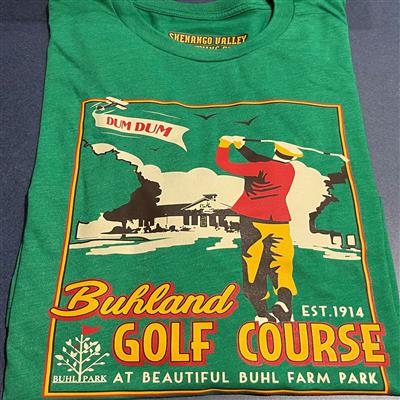 SHENANGO VALLEY
DUM DUM
Buhland
EST. 1914
GOLF COURSE
BUHL PARK
AT BEAUTIFUL BUHL FARM PARK